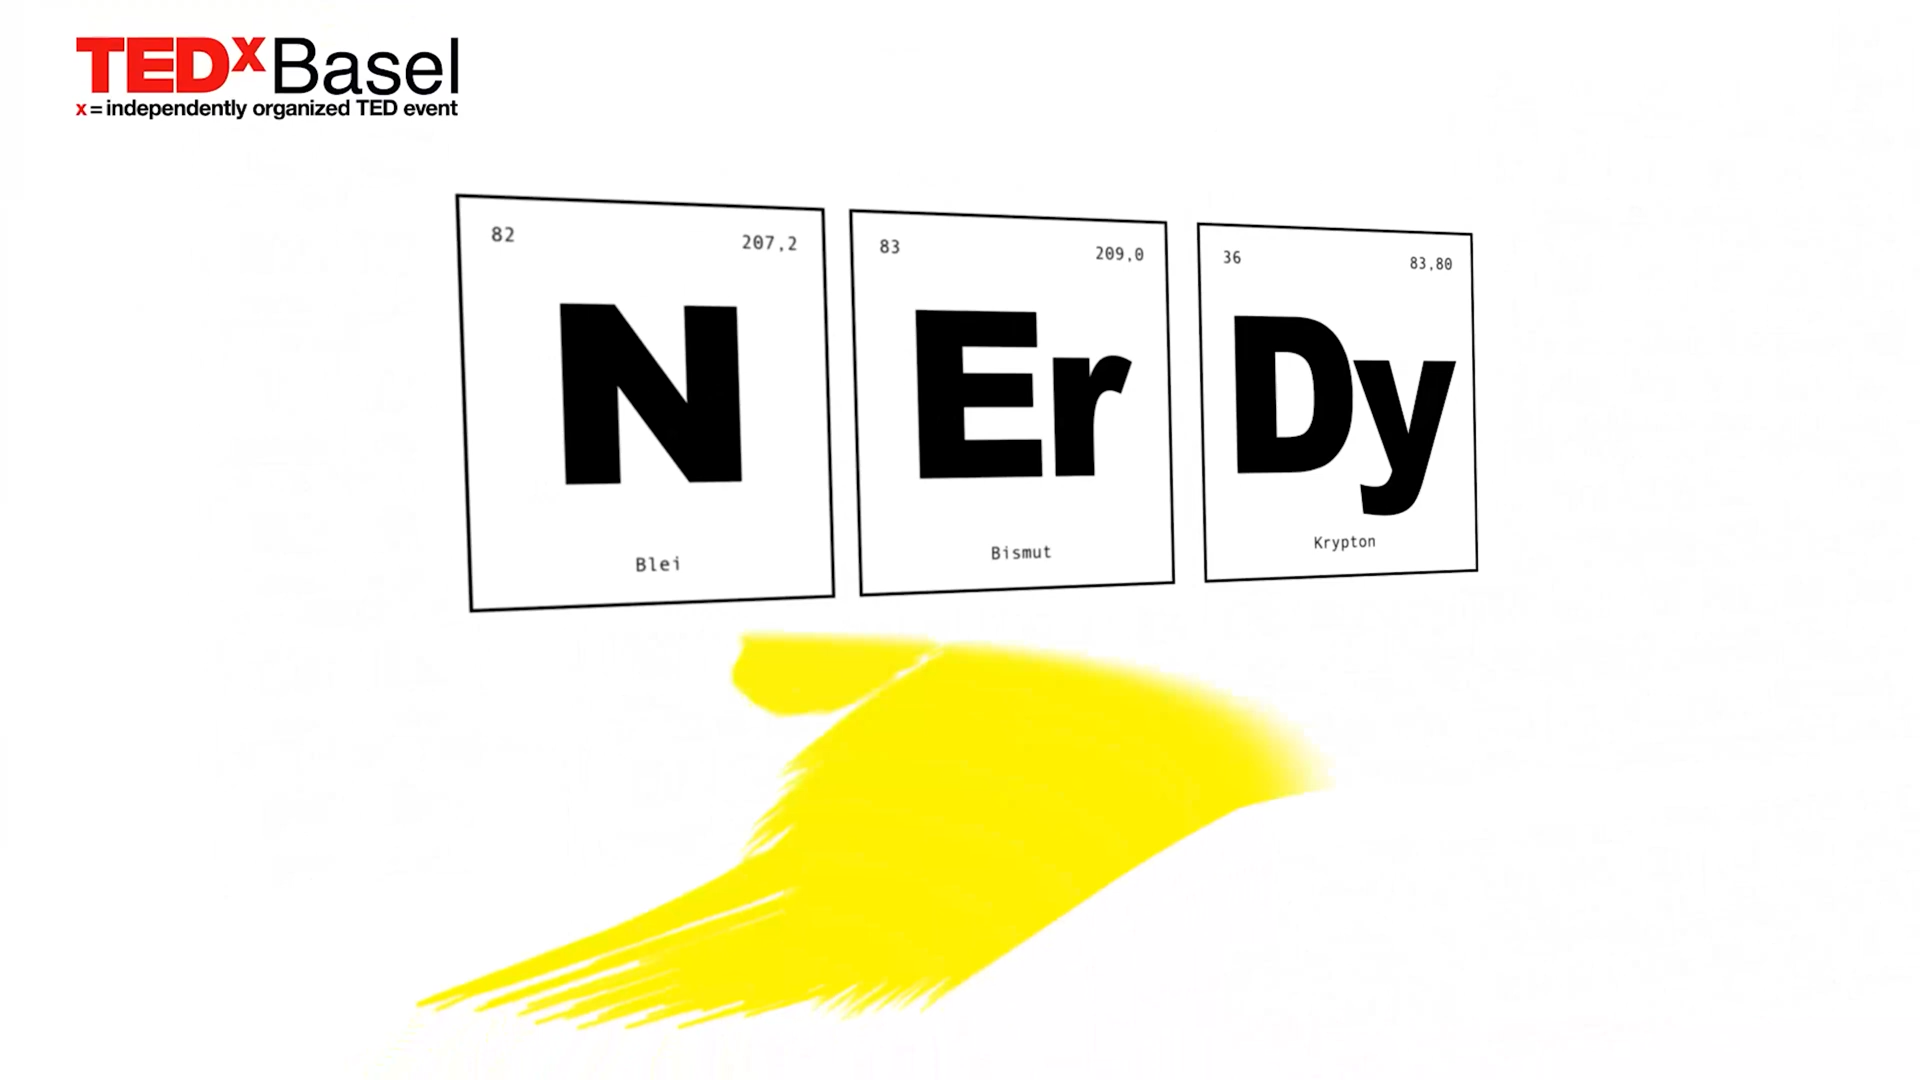 TEDxBasel
x = independently organized TED event
82 207,2
83 209,0
36 83,80
N Er Dy
Blei
Bismut
Krypton